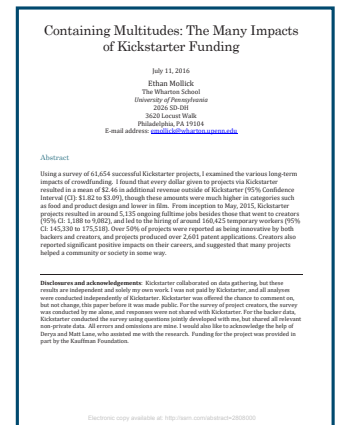 Containing Multitudes: The Many Impacts
of Kickstarter Funding
July 11, 2016
Ethan Mollick
The Wharton School
University of Pennsylvania
2026 SD-DH
3620 Locust Walk
Philadelphia, PA 19104
E-mail address: emollick@wharton.upenn.edu
Abstract
Using a survey of 61,654 successful Kickstarter projects, I examined the various long-term
impacts of crowdfunding. I found that every dollar given to projects via Kickstarter
resulted in a mean of $2.46 in additional revenue outside of Kickstarter (95% Confidence
Interval (CI): $1.82 to $3.09), though these amounts were much higher in categories such
as food and product design and lower in film. From inception to May, 2015, Kickstarter
projects resulted in around 5,135 ongoing fulltime jobs besides those that went to creators
(95% CI: 1,188 to 9,082), and led to the hiring of around 160,425 temporary workers (95%
CI: 145,330 to 175,518). Over 50% of projects were reported as being innovative by both
backers and creators, and projects produced over 2,601 patent applications. Creators also
reported significant positive impacts on their careers, and suggested that many projects
helped a community or society in some way.
Disclosures and acknowledgements: Kickstarter collaborated on data gathering, but these
results are independent and solely my own work. I was not paid by Kickstarter, and all analyses
were conducted independently of Kickstarter. Kickstarter was offered the chance to comment on,
but not change, this paper before it was made public. For the survey of project creators, the survey
was conducted by me alone, and responses were not shared with Kickstarter. For the backer data,
Kickstarter conducted the survey using questions jointly developed with me, but shared all relevant
non-private data. All errors and omissions are mine. I would also like to acknowledge the help of
Derya and Matt Lane, who assisted me with the research. Funding for the project was provided in
part by the Kauffman Foundation.
Electronic copy available at: http://ssrn.com/abstract=2808000